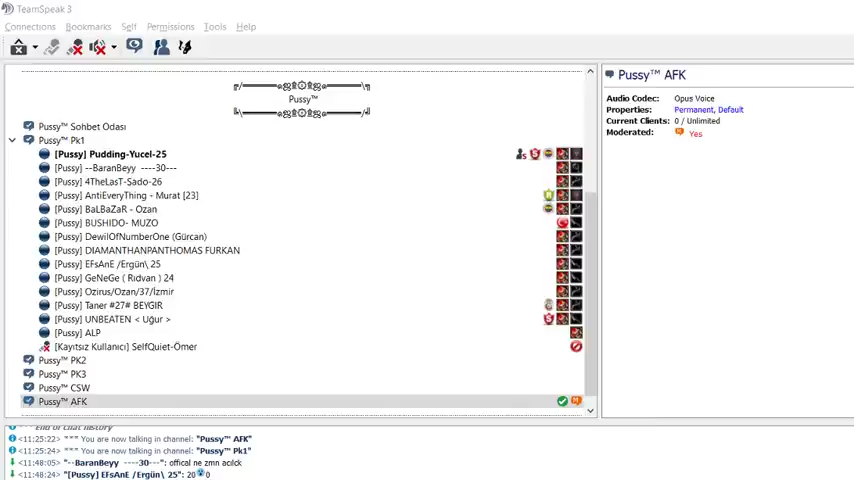 TeamSpeak 3
Connections Bookmarks Self Permissions Tools Help
Pussy™
Pussy™ Sohbet Odası
Pussy™ Pk1
[Pussy] Pudding-Yucel-25
[Pussy] --BaranBeyy ----30---
[Pussy] 4TheLasT-Sado-26
[Pussy] AntiEveryThing - Murat [23]
[Pussy] BaLBaZaR - Ozan
[Pussy] BUSHIDO- MUZO
[Pussy] DewilOfNumberOne (Gürcan)
[Pussy] DIAMANTHANPANTHOMAS FURKAN
[Pussy] EFsAnE /Ergün\ 25
[Pussy] GeNeGe ( Rıdvan ) 24
[Pussy] Ozirus/Ozan/37/İzmir
[Pussy] Taner #27# BEYGIR
[Pussy] UNBEATEN < Uğur >
[Pussy] ALP
[Kayıtsız Kullanıcı] SelfQuiet-Ömer
Pussy™ PK2
Pussy™ PK3
Pussy™ CSW
Pussy™ AFK
Pussy™ AFK
Audio Codec: Opus Voice
Properties: Permanent, Default
Current Clients: 0 / Unlimited
Moderated: Yes
*** End of chat history
<11:25:22> *** You are now talking in channel: "Pussy™ AFK"
<11:25:24> *** You are now talking in channel: "Pussy™ Pk1"
<11:48:05> "--BaranBeyy ----30---": offical ne zmn acılck
<11:48:24> "[Pussy] EFsAnE /Ergün\ 25": 20 0